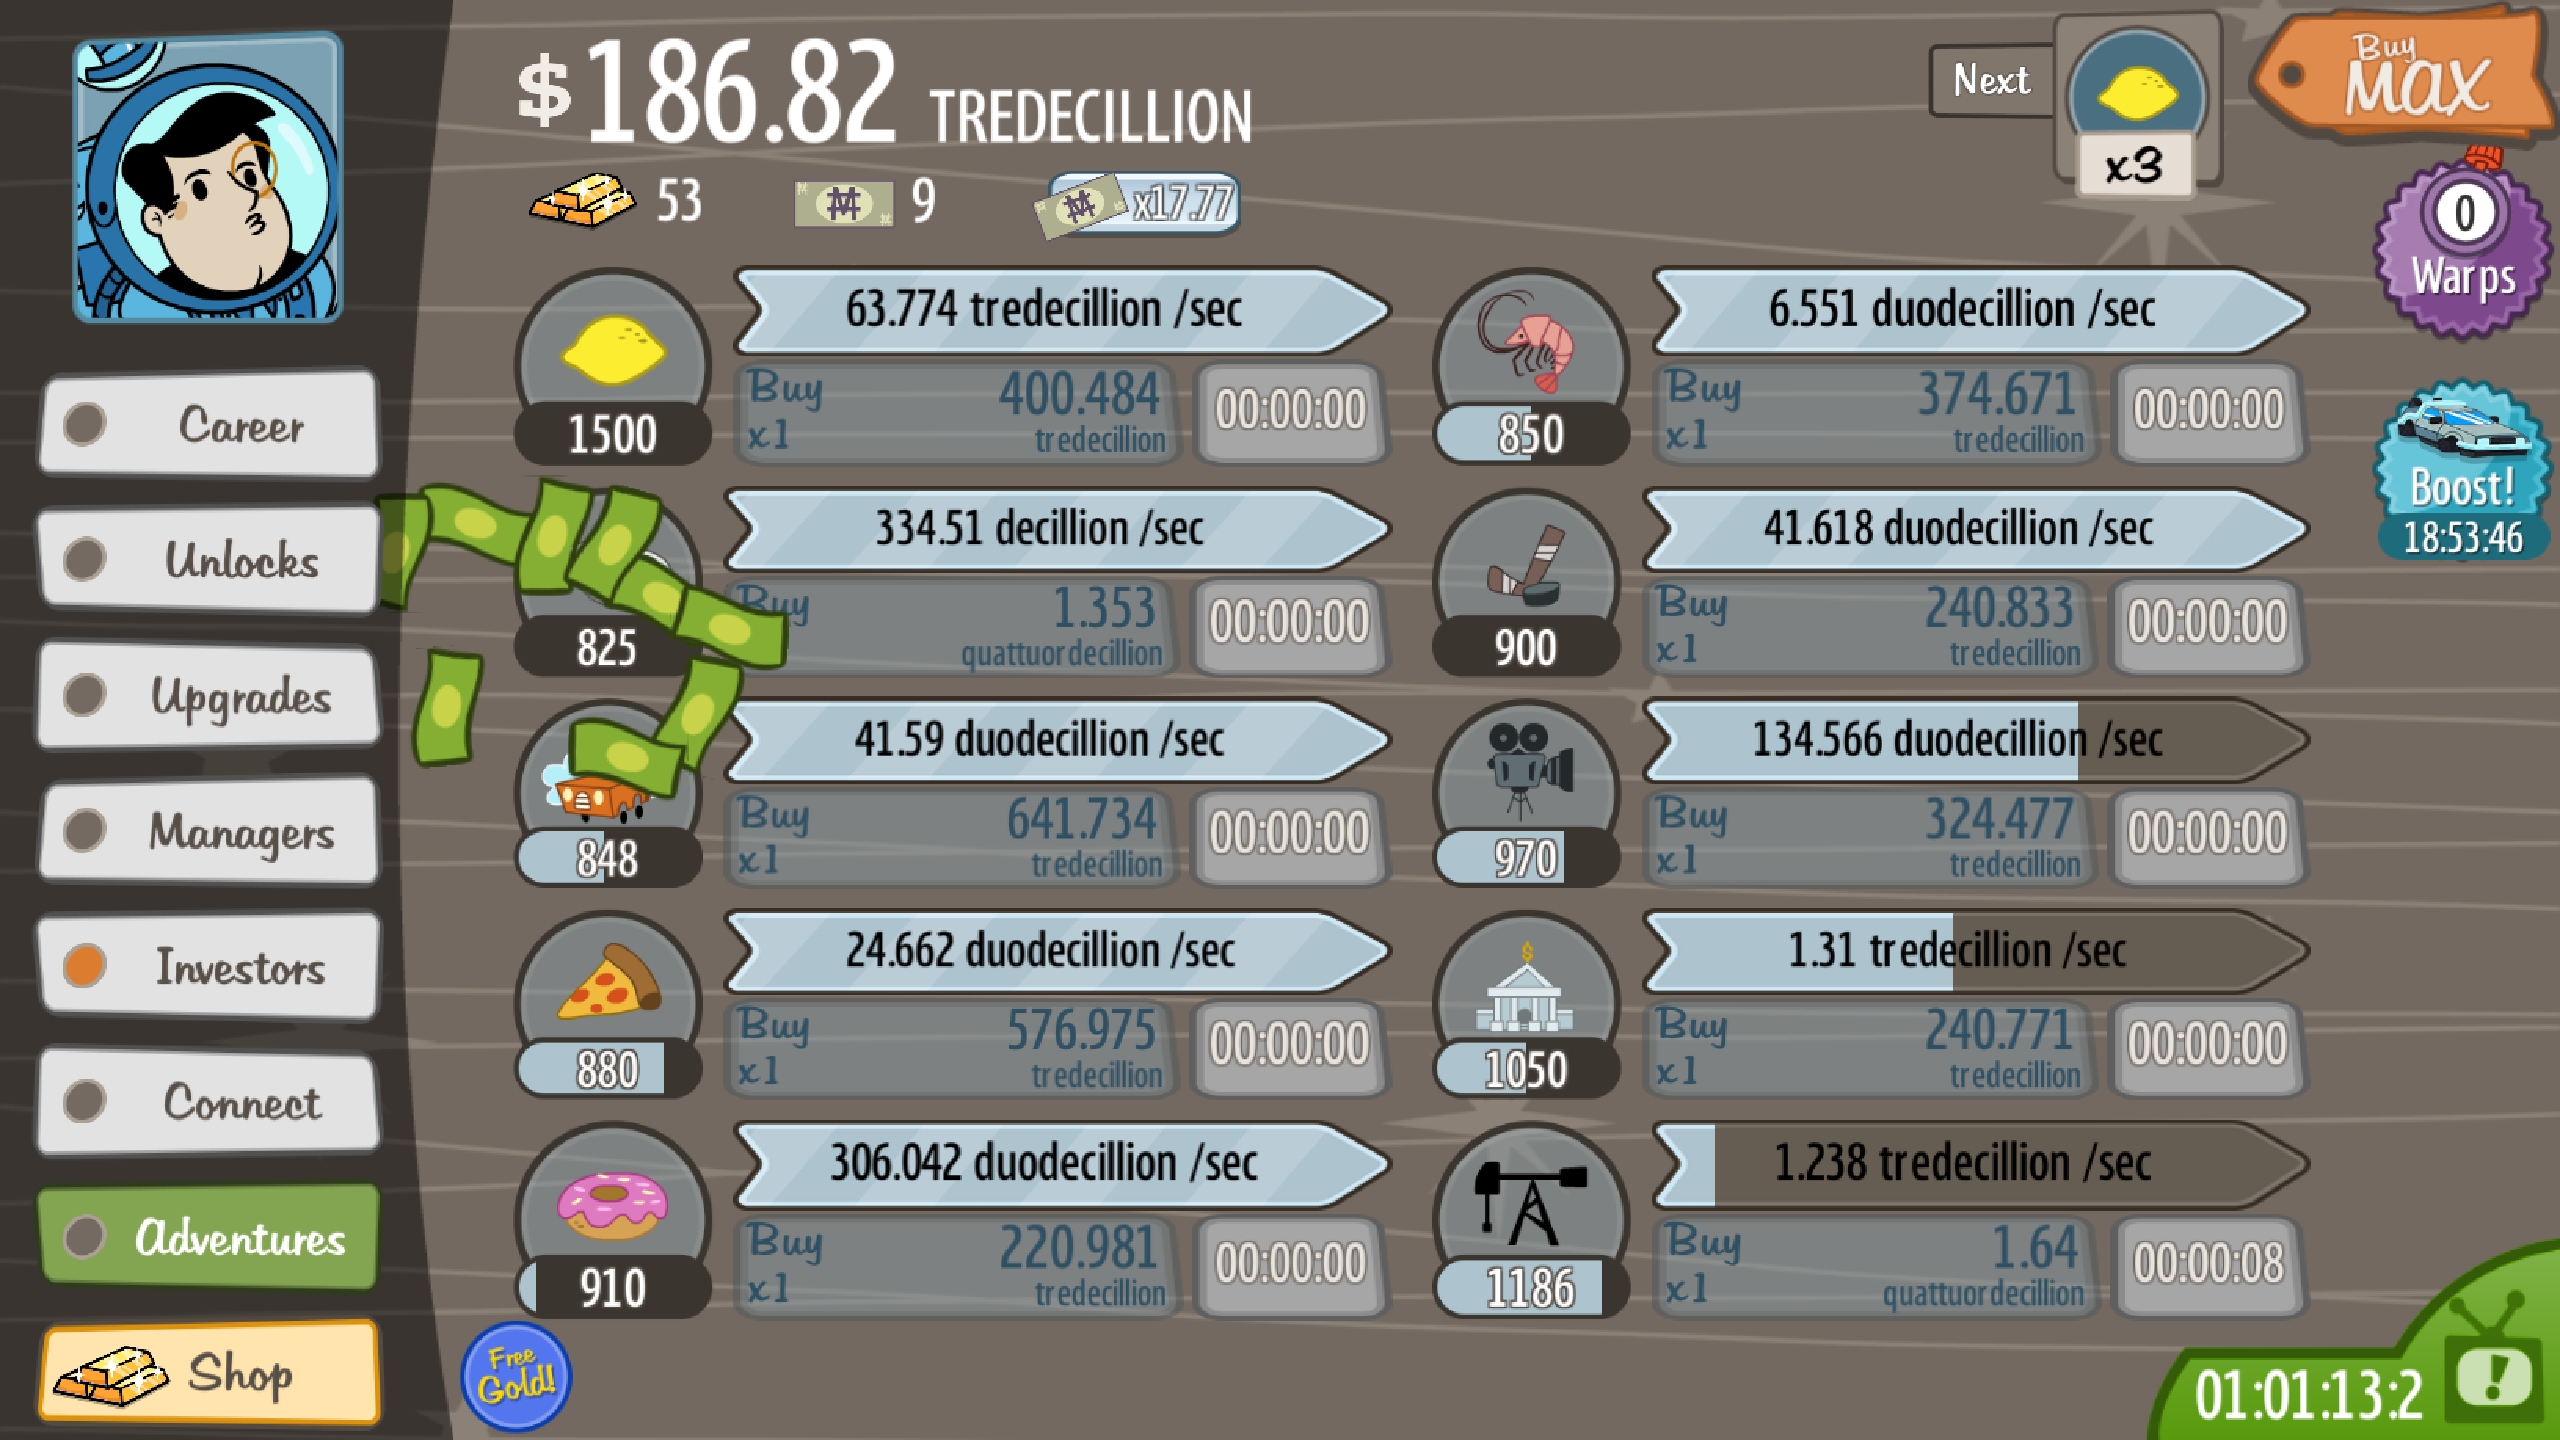 $186.82 TREDECILLION
53
9
x17.77
Next
x3
Buy
MAX
0
Warps
Boost!
18:53:46
Career
Unlocks
Upgrades
Managers
Investors
Connect
Adventures
Shop
63.774 tredecillion /sec
1500
Buy
x1
400.484
tredecillion
00:00:00
334.51 decillion /sec
825
Buy
1.353
quattuordecillion
00:00:00
41.59 duodecillion /sec
848
Buy
x1
641.734
tredecillion
00:00:00
24.662 duodecillion /sec
880
Buy
x1
576.975
tredecillion
00:00:00
306.042 duodecillion /sec
910
Buy
x1
220.981
tredecillion
00:00:00
6.551 duodecillion /sec
850
Buy
x1
374.671
tredecillion
00:00:00
41.618 duodecillion /sec
900
Buy
x1
240.833
tredecillion
00:00:00
134.566 duodecillion /sec
970
Buy
x1
324.477
tredecillion
00:00:00
1.31 tredecillion /sec
1050
Buy
x1
240.771
tredecillion
00:00:00
1.238 tredecillion /sec
1186
Buy
x1
1.64
quattuordecillion
00:00:08
Free
Gold!
01:01:13:2